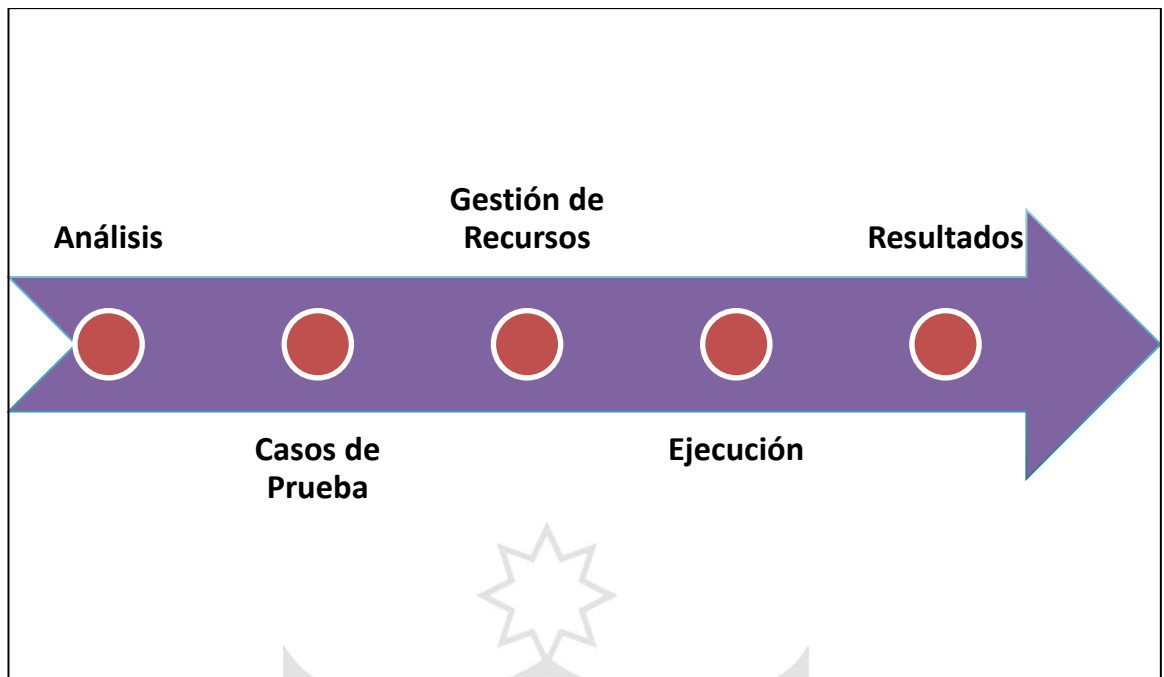 Análisis
Casos de
Prueba
Gestión de
Recursos
Ejecución
Resultados